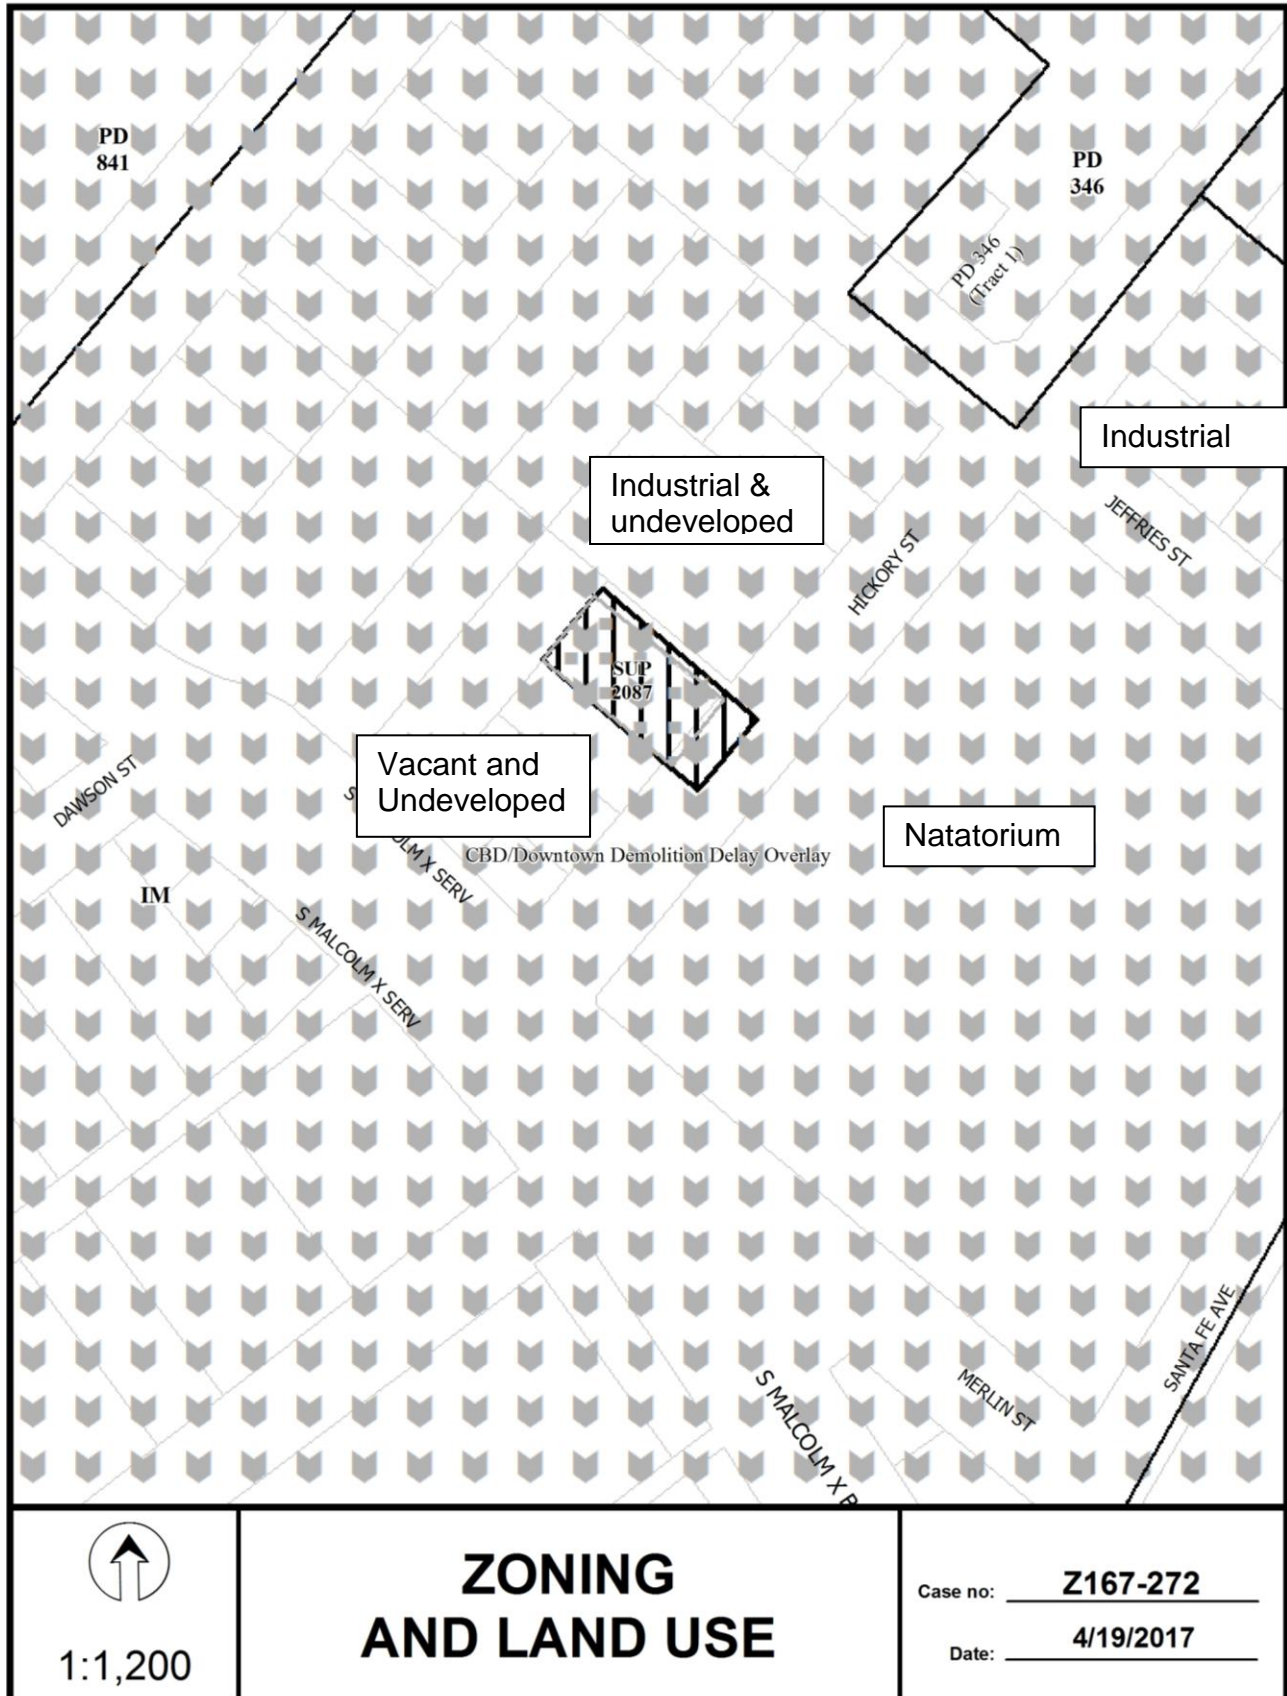 PD
841
PD
346
PD 346
(Tract 1)
Industrial
Industrial &
undeveloped
JEFFRIES ST
HICKORY ST
SUP
2087
Vacant and
Undeveloped
DAWSON ST
S
OLM X SERV
Natatorium
CBD/Downtown Demolition Delay Overlay
IM
S MALCOLM X SERV
SANTA FE AVE
MERLIN ST
S MALCOLM X B
1:1,200
ZONING
AND LAND USE
Case no: Z167-272
Date: 4/19/2017